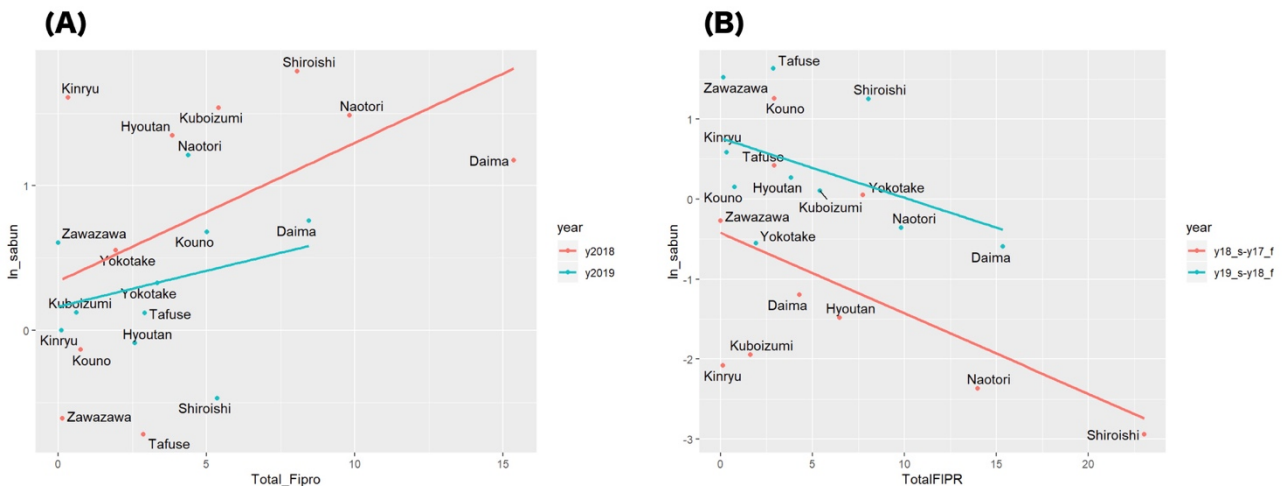 (A)
Shiroishi
Kinryu
Kuboizumi
Naotori
Hyoutan
Naotori
Daima
1
Zawazawa
Kouno
Daima
Yokotake
Yokotake
Kuboizumi
Tafuse
0
Kinryu
Hyoutan
Kouno
Shiroishi
Zawazawa
Tafuse
0
5
10
15
Total_Fipro
ln_sabun
year
y2018
y2019
(B)
Tafuse
Zawazawa
Shiroishi
Kouno
1
Kinryu
Tafuse
Hyoutan
Yokotake
Kouno
Kuboizumi
0
Zawazawa
Naotori
Yokotake
Daima
-1
Daima
Hyoutan
Kuboizumi
-2
Kinryu
Naotori
Shiroishi
-3
0
5
10
15
20
TotalFIPR
ln_sabun
year
y18_s-y17_f
y19_s-y18_f